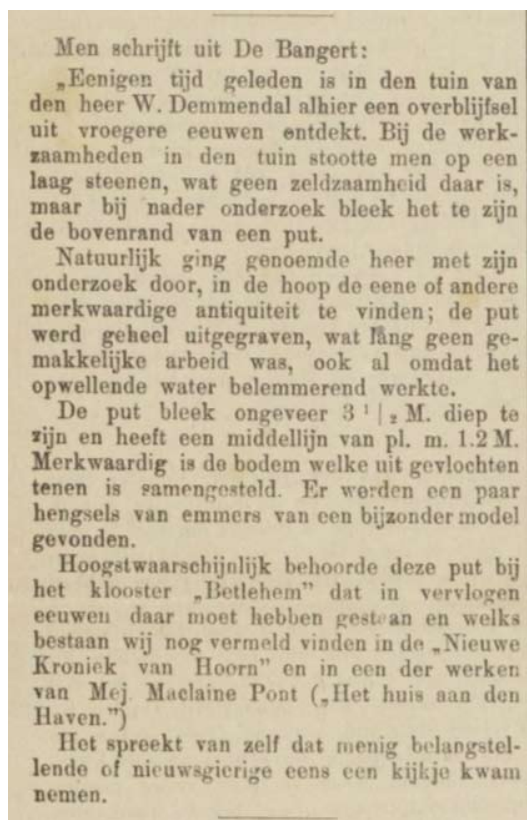 Men schrijft uit De Bangert:
„Eenigen tijd geleden is in den tuin van
den heer W. Demmendal alhier een overblijfsel
uit vroegere eeuwen entdekt. Bij de werk-
zaamheden in den tuin stootte men op een
laag steenen, wat geen zeldzaamheid daar is,
maar bij nader onderzoek bleek het te zijn
de bovenrand van een put.
Natuurlijk ging genoemde heer met zijn
onderzoek door, in de hoop de eene of andere
merkwaardige antiquiteit te vinden; de put
werd geheel uitgegraven, wat lang geen ge-
makkelijke arbeid was, ook al omdat het
opwellende water belemmerend werkte.
De put bleek ongeveer 3 1|2 M. diep te
zijn en heeft een middellijn van pl. m. 1.2 M.
Merkwaardig is de bodem welke uit gevlochten
tenen is samengesteld. Er werden een paar
hengsels van emmers van een bijzonder model
gevonden.
Hoogstwaarschijnlijk behoorde deze put bij
het klooster „Betlehem” dat in vervlogen
eeuwen daar moet hebben gestaan en welks
bestaan wij nog vermeld vinden in de „Nieuwe
Kroniek van Hoorn” en in een der werken
van Mej. Maclaine Pont („Het huis aan den
Haven.”)
Het spreekt van zelf dat menig belangstel-
lende of nieuwsgierige eens een kijkje kwam
nemen.